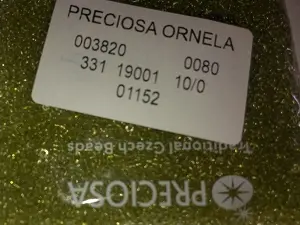 PRECIOSA ORNELA
003820 0080
331 19001 10/0
01152
Traditional Czech Beads
PRECIOSA